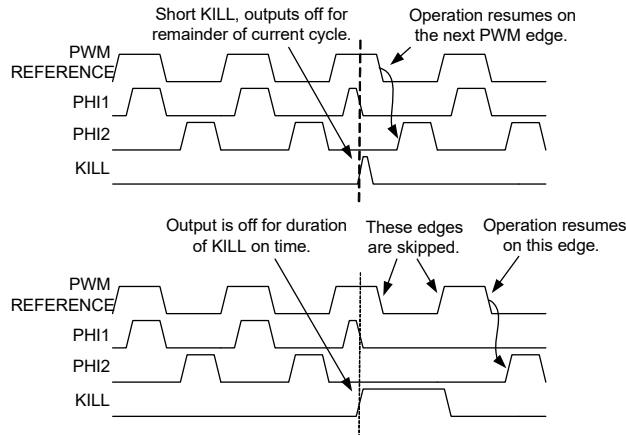 Short KILL, outputs off for
remainder of current cycle.
Operation resumes on
the next PWM edge.
PWM
REFERENCE
PHI1
PHI2
KILL
Output is off for duration
of KILL on time.
These edges
are skipped.
Operation resumes
on this edge.
PWM
REFERENCE
PHI1
PHI2
KILL